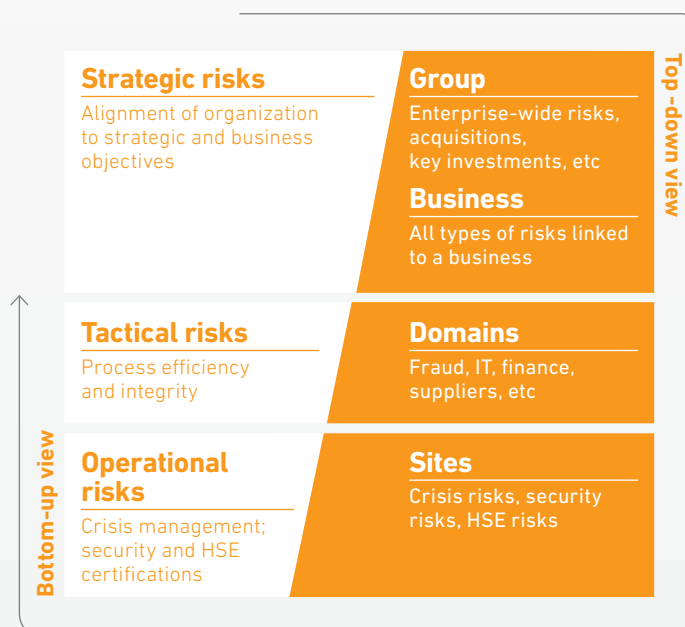 Strategic risks
Alignment of organization
to strategic and business
objectives
Group
Enterprise-wide risks,
acquisitions,
key investments, etc
Business
All types of risks linked
to a business
Top -down view
Tactical risks
Process efficiency
and integrity
Domains
Fraud, IT, finance,
suppliers, etc
Operational
risks
Crisis management;
security and HSE
certifications
Sites
Crisis risks, security
risks, HSE risks
Bottom-up view